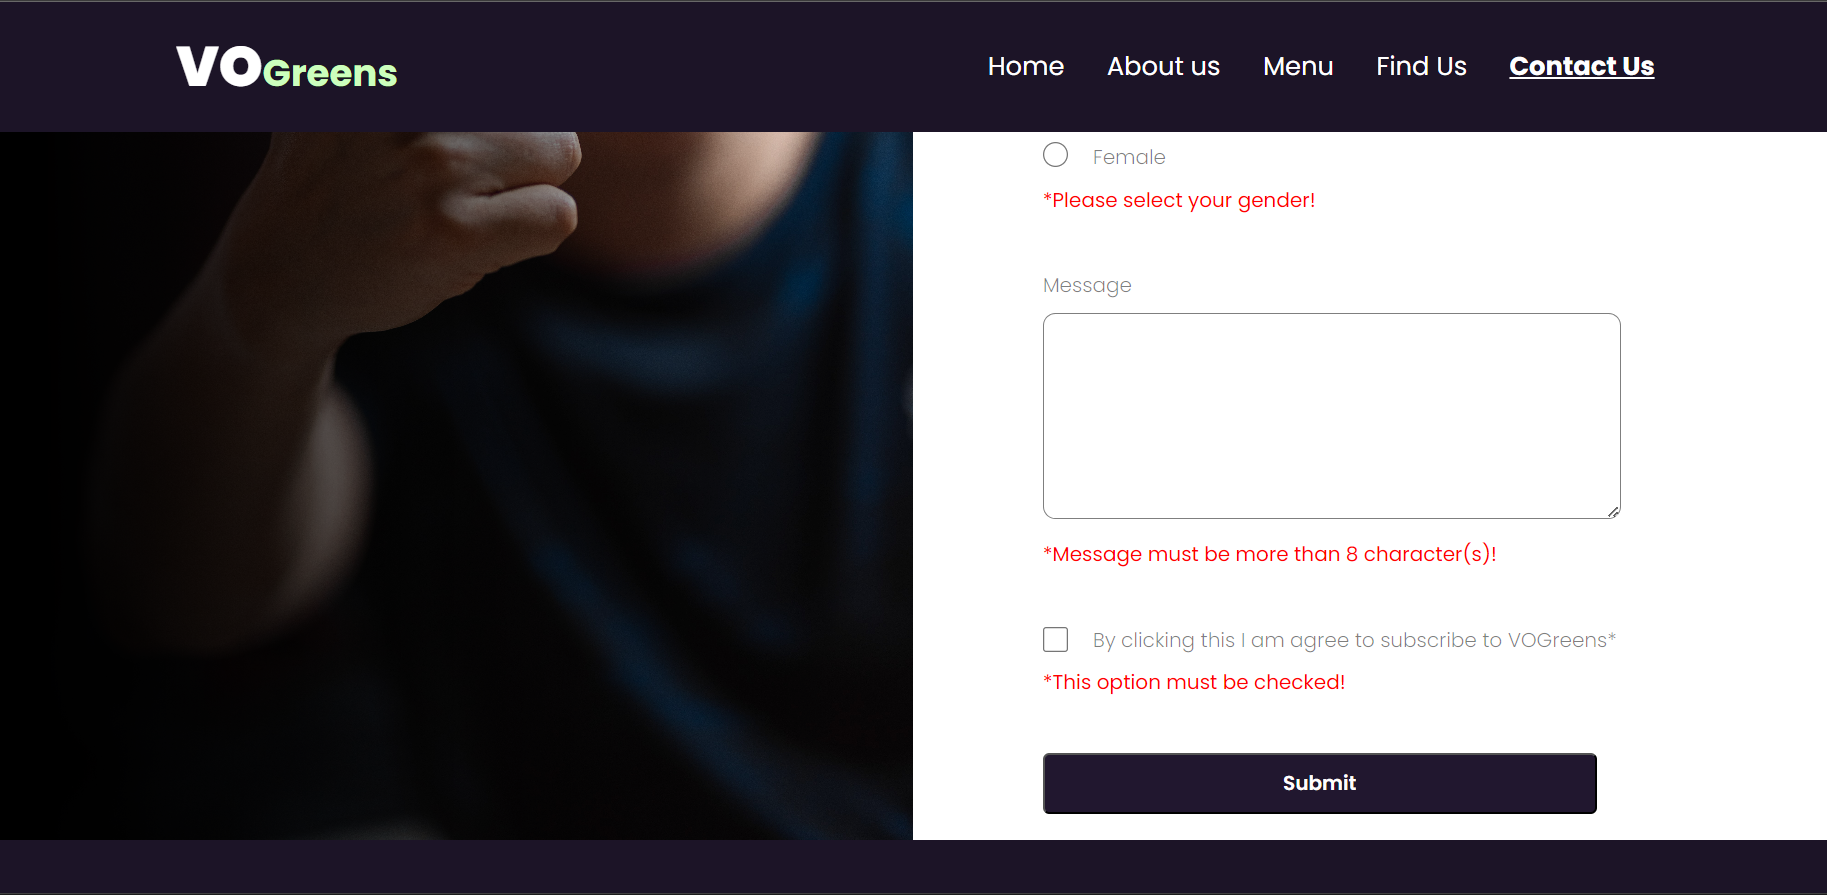 VOGreens
Home About us Menu Find Us Contact Us
Female
*Please select your gender!
Message
*Message must be more than 8 character(s)!
By clicking this I am agree to subscribe to VOGreens*
*This option must be checked!
Submit